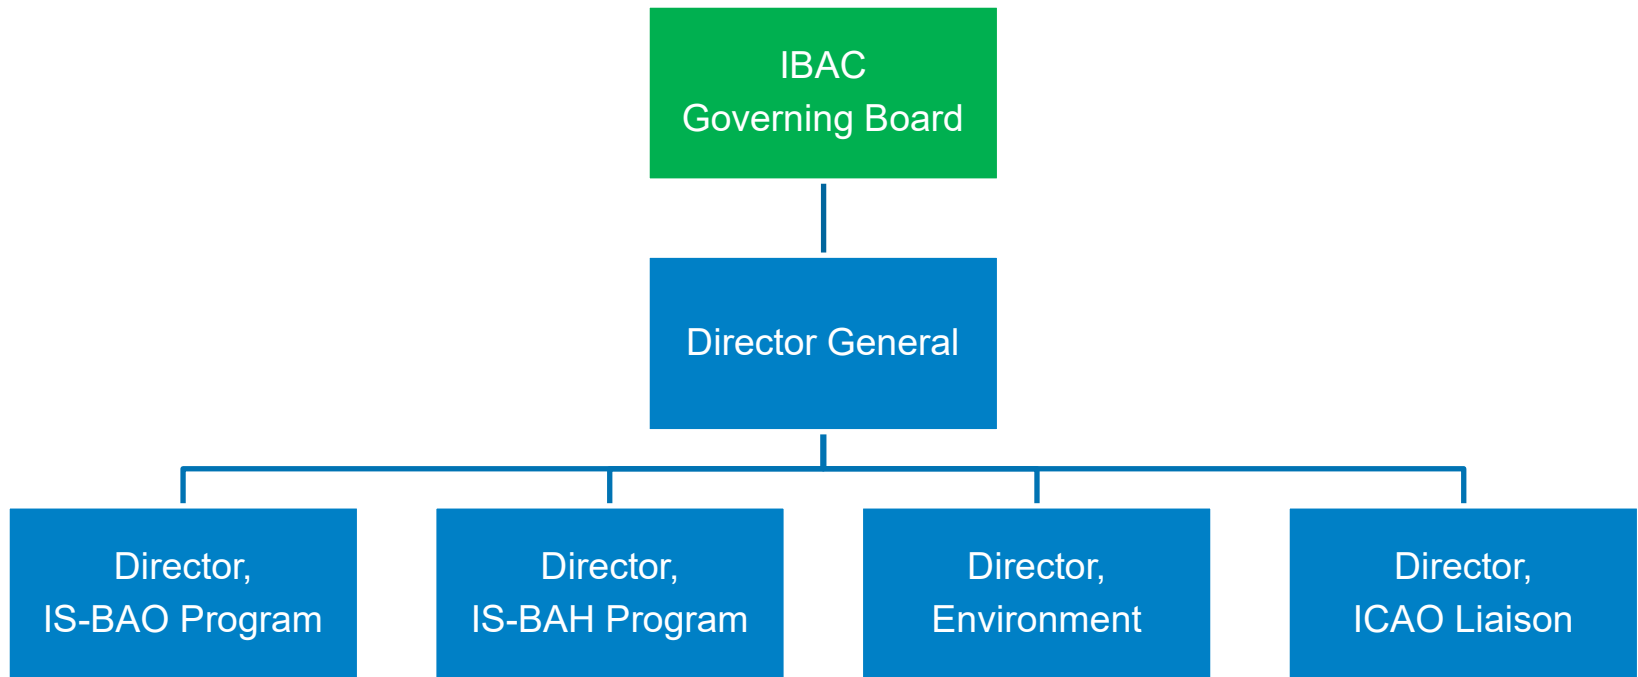 IBAC
Governing Board
Director General
Director,
IS-BAO Program
Director,
IS-BAH Program
Director,
Environment
Director,
ICAO Liaison